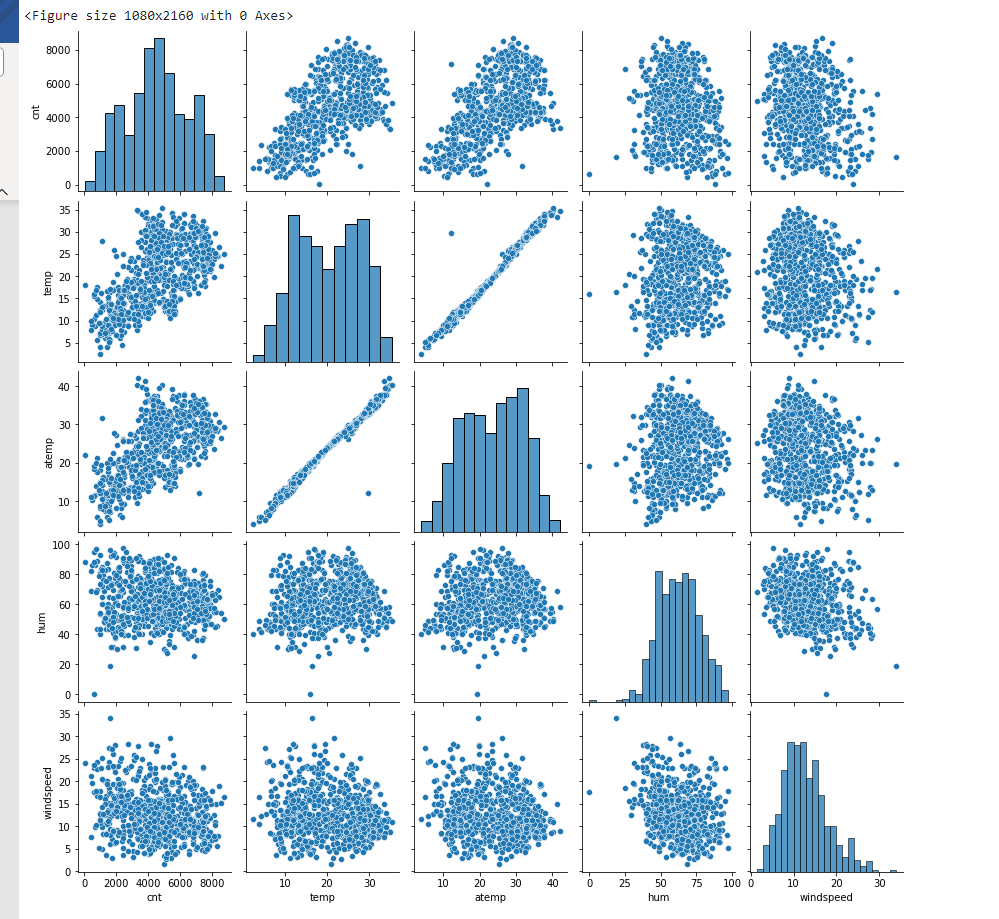 <Figure size 1080x2160 with 0 Axes>
8000
6000
4000
2000
0
cnt
35
30
25
20
15
10
5
temp
40
30
20
10
atemp
100
80
60
40
20
0
hum
35
30
25
20
15
10
5
0
windspeed
0 2000 4000 6000 8000
10 20 30
10 20 30 40
0 25 50 75 100
0 10 20 30
cnt temp atemp hum windspeed